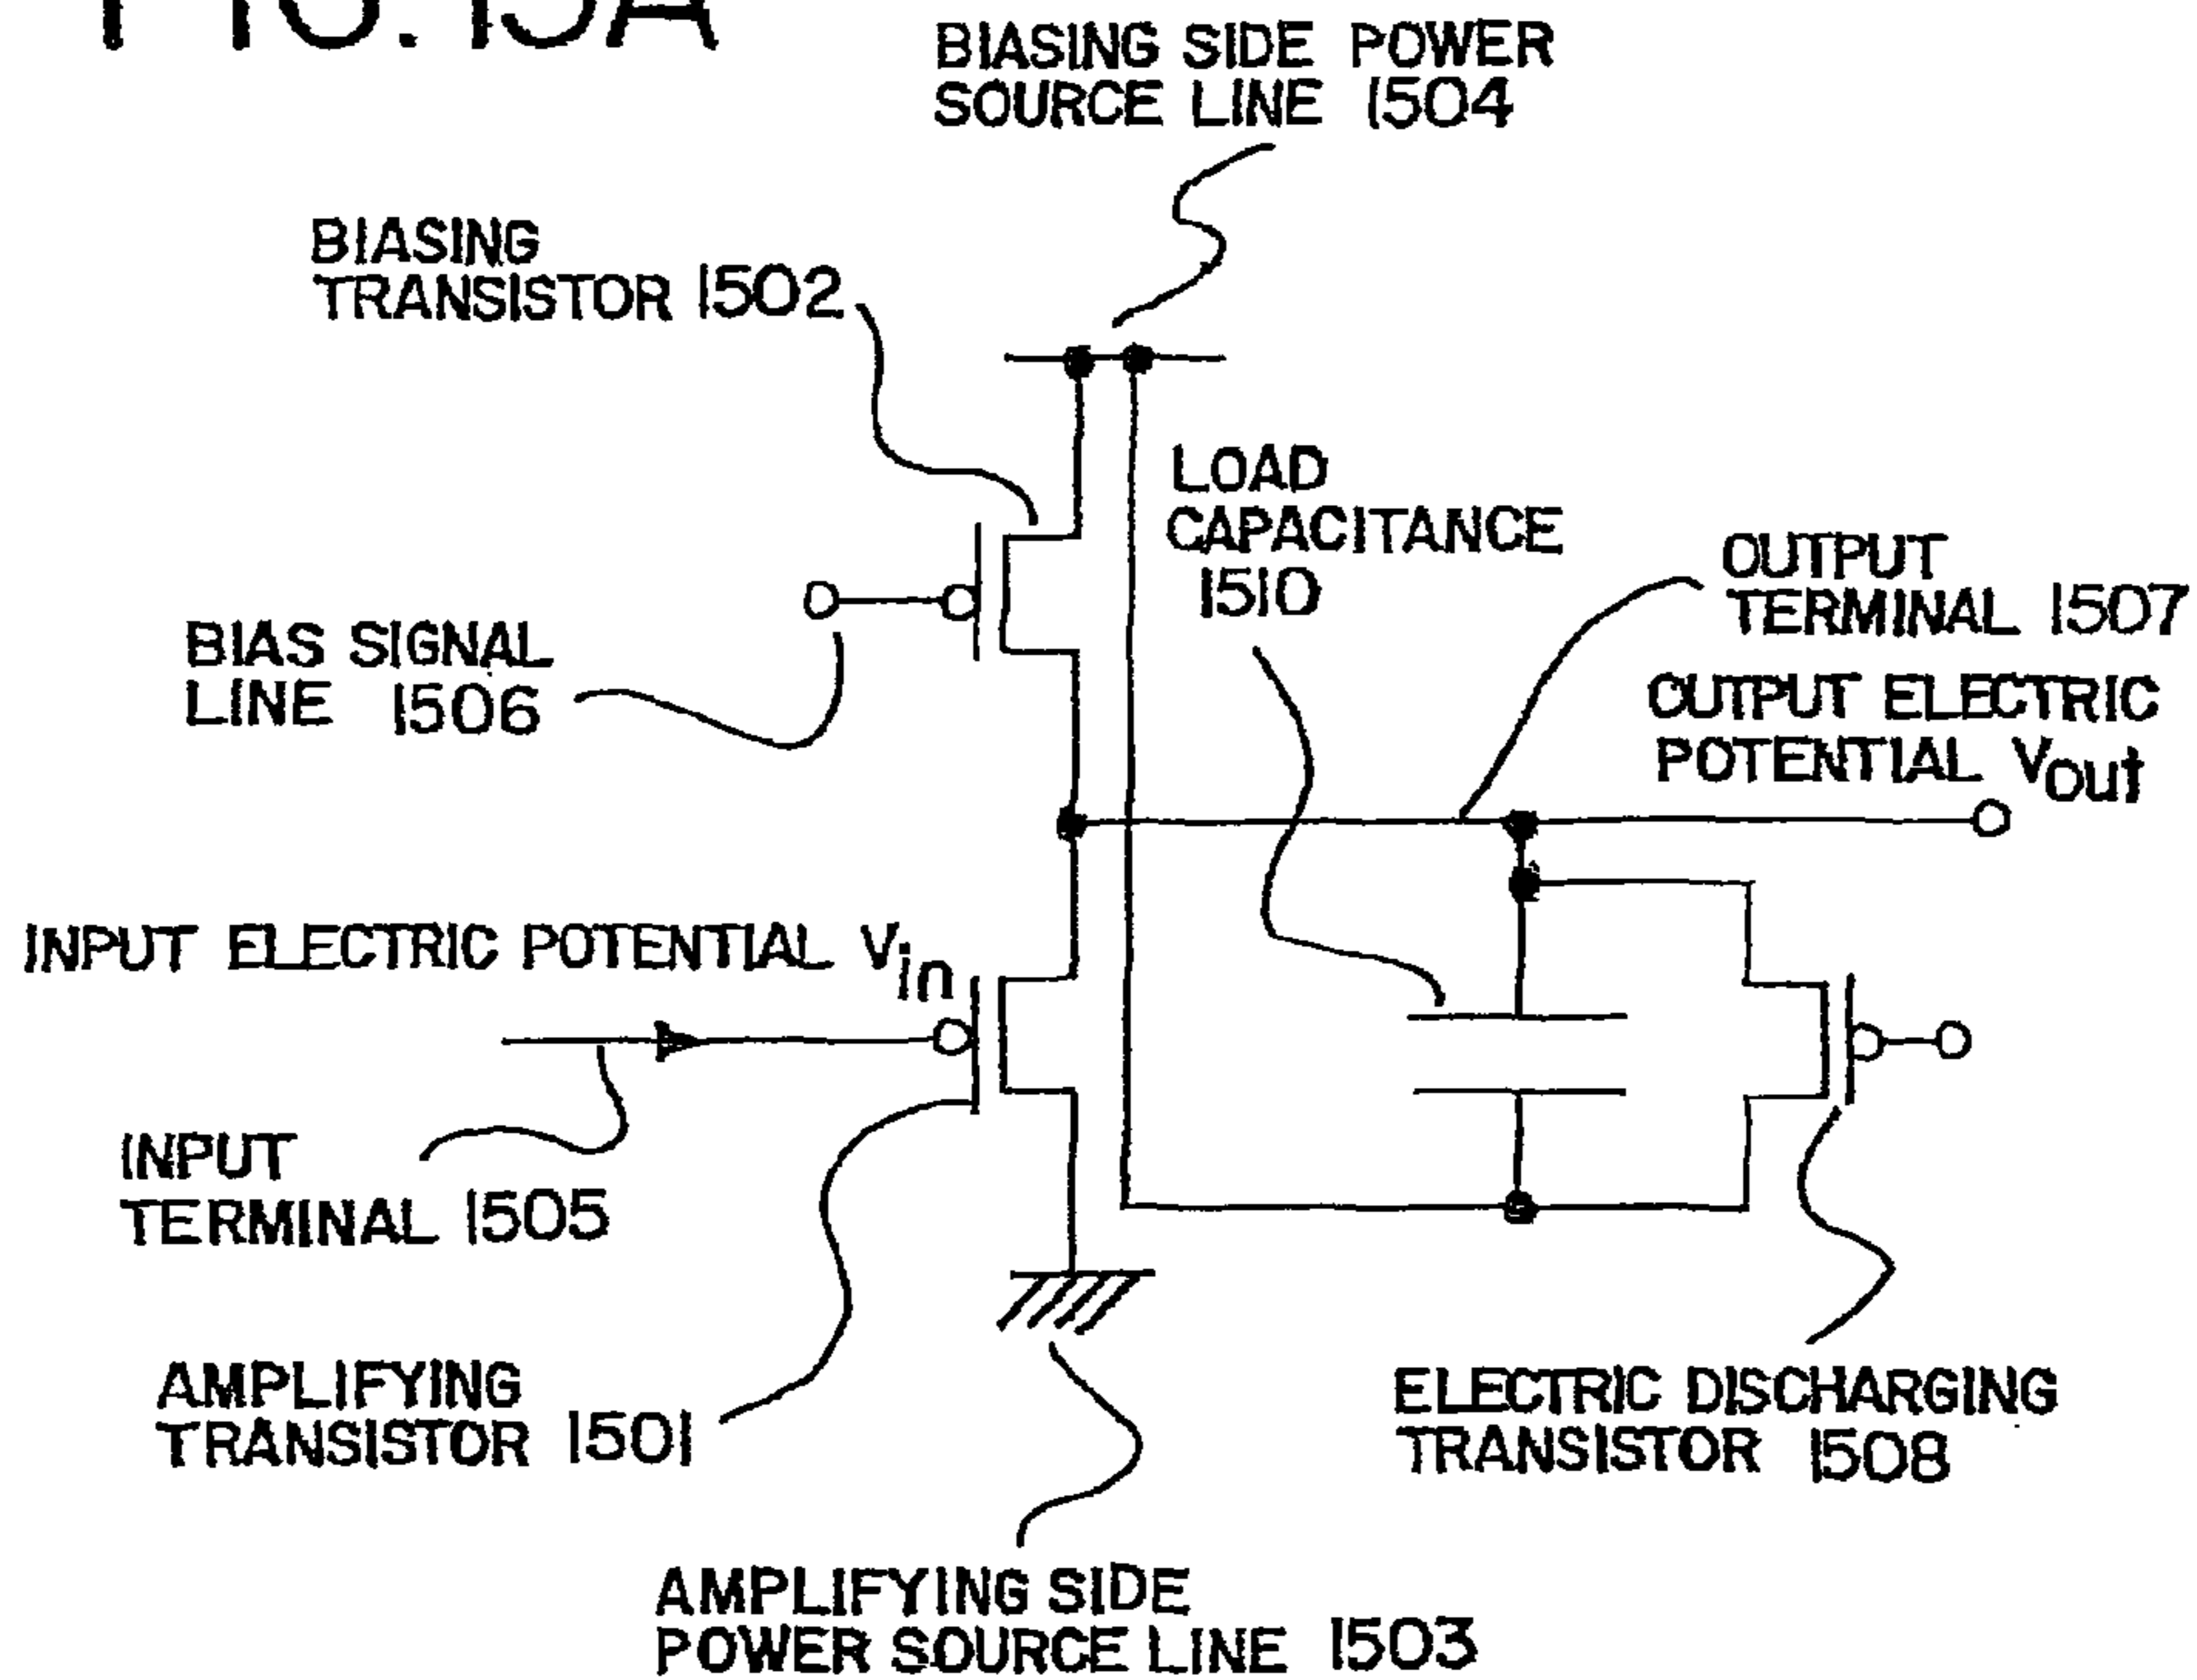 FIG. 15A
BIASING SIDE POWER
SOURCE LINE 1504
BIASING
TRANSISTOR 1502
LOAD
CAPACITANCE
1510
OUTPUT
TERMINAL 1507
BIAS SIGNAL
LINE 1506
OUTPUT ELECTRIC
POTENTIAL Vout
INPUT ELECTRIC POTENTIAL Vin
INPUT
TERMINAL 1505
AMPLIFYING
TRANSISTOR 1501
ELECTRIC DISCHARGING
TRANSISTOR 1508
AMPLIFYING SIDE
POWER SOURCE LINE 1503